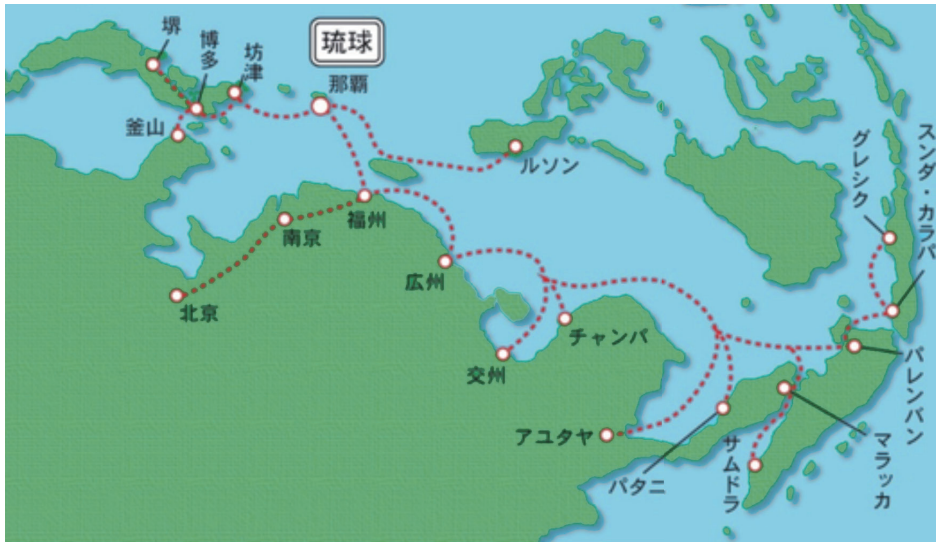 琉球
那覇
堺
博多
坊津
釜山
ルソン
福州
南京
北京
広州
チャンパ
交州
アユタヤ
パタニ
サムドラ
マラッカ
パレンバン
グレシク
スンダ・カラパ